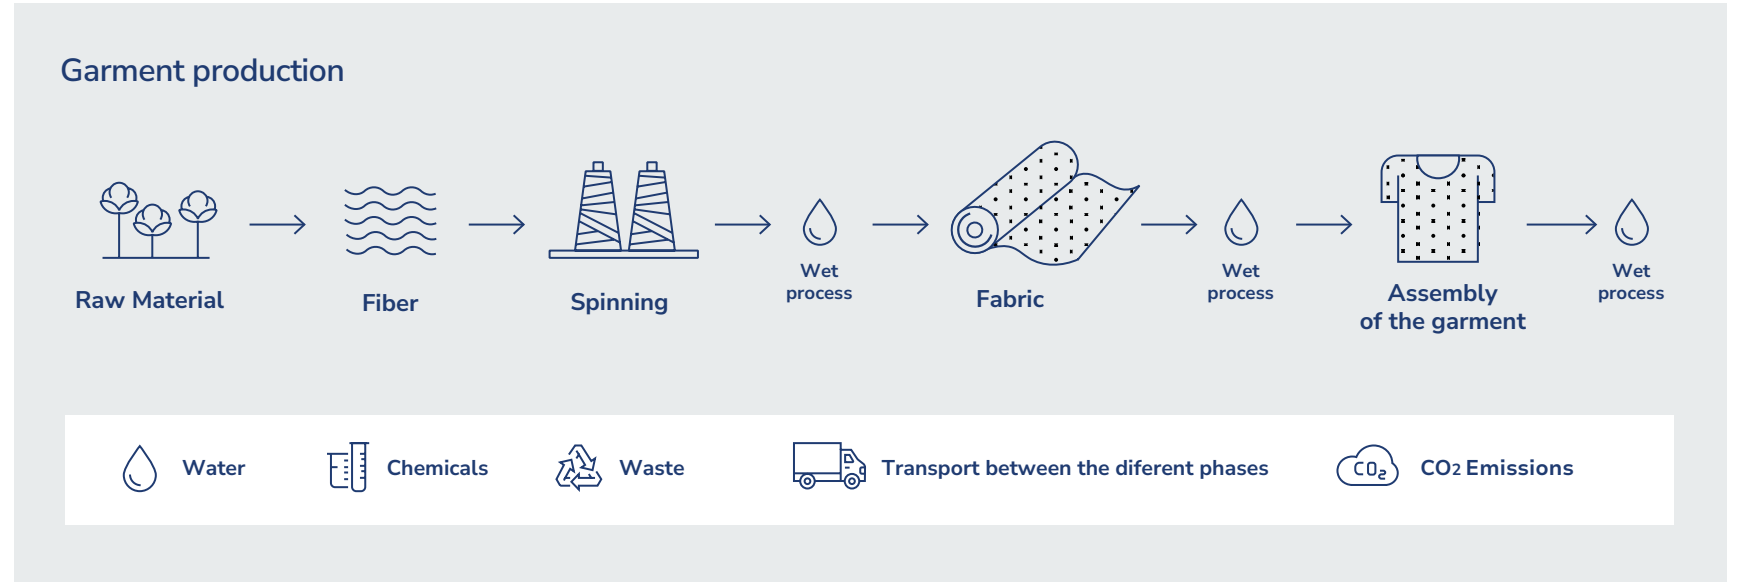 Garment production
Raw Material
Fiber
Spinning
Wet
process
Fabric
Wet
process
Assembly
of the garment
Wet
process
Water
Chemicals
Waste
Transport between the diferent phases
CO2
CO2 Emissions